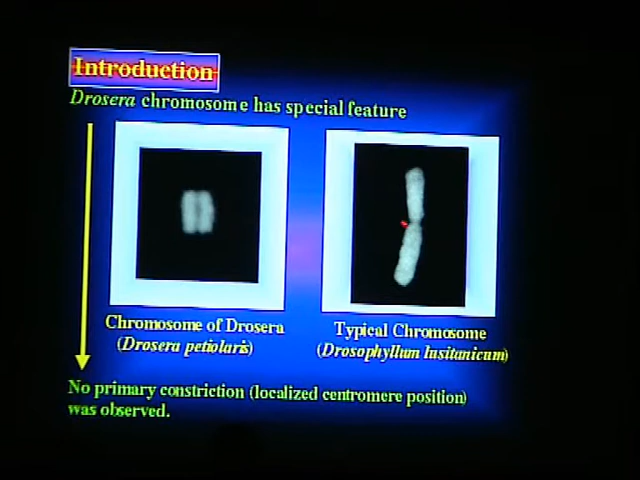 Introduction
Drosera chromosome has special feature
Chromosome of Drosera
(Drosera petiolaris)
Typical Chromosome
(Drosophyllum lusitanicum)
No primary constriction (localized centromere position)
was observed.